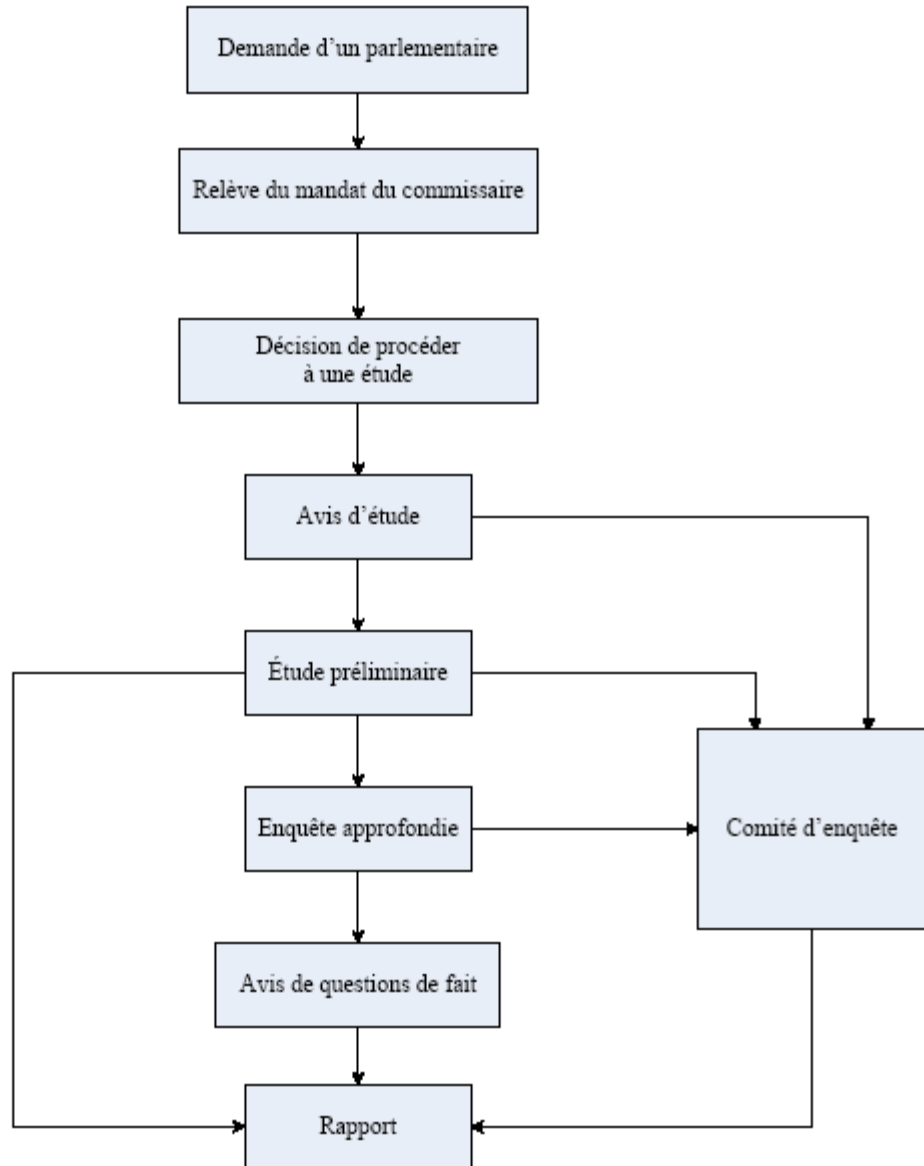 Demande d’un parlementaire
Relève du mandat du commissaire
Décision de procéder
à une étude
Avis d’étude
Étude préliminaire
Enquête approfondie
Comité d’enquête
Avis de questions de fait
Rapport